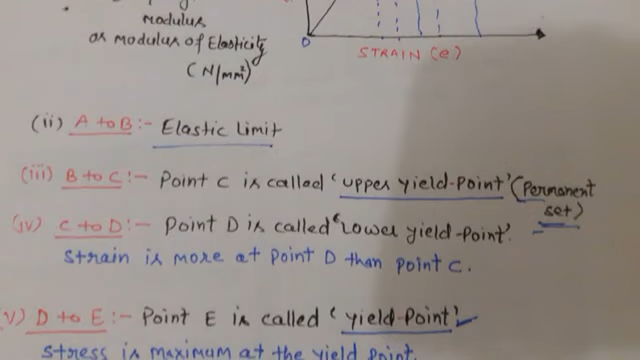 modulus
or modulus of Elasticity
(N/mm²)
0
STRAIN (e)
(ii) A to B :- Elastic Limit
(iii) B to C :- Point C is called 'upper yield-Point' (Permanent set)
(iv) C to D :- Point D is called 'Lower yield-Point'.
Strain is more at point D than point C.
v) D to E :- Point E is called 'yield-Point'
Stress is maximum at the yield point.